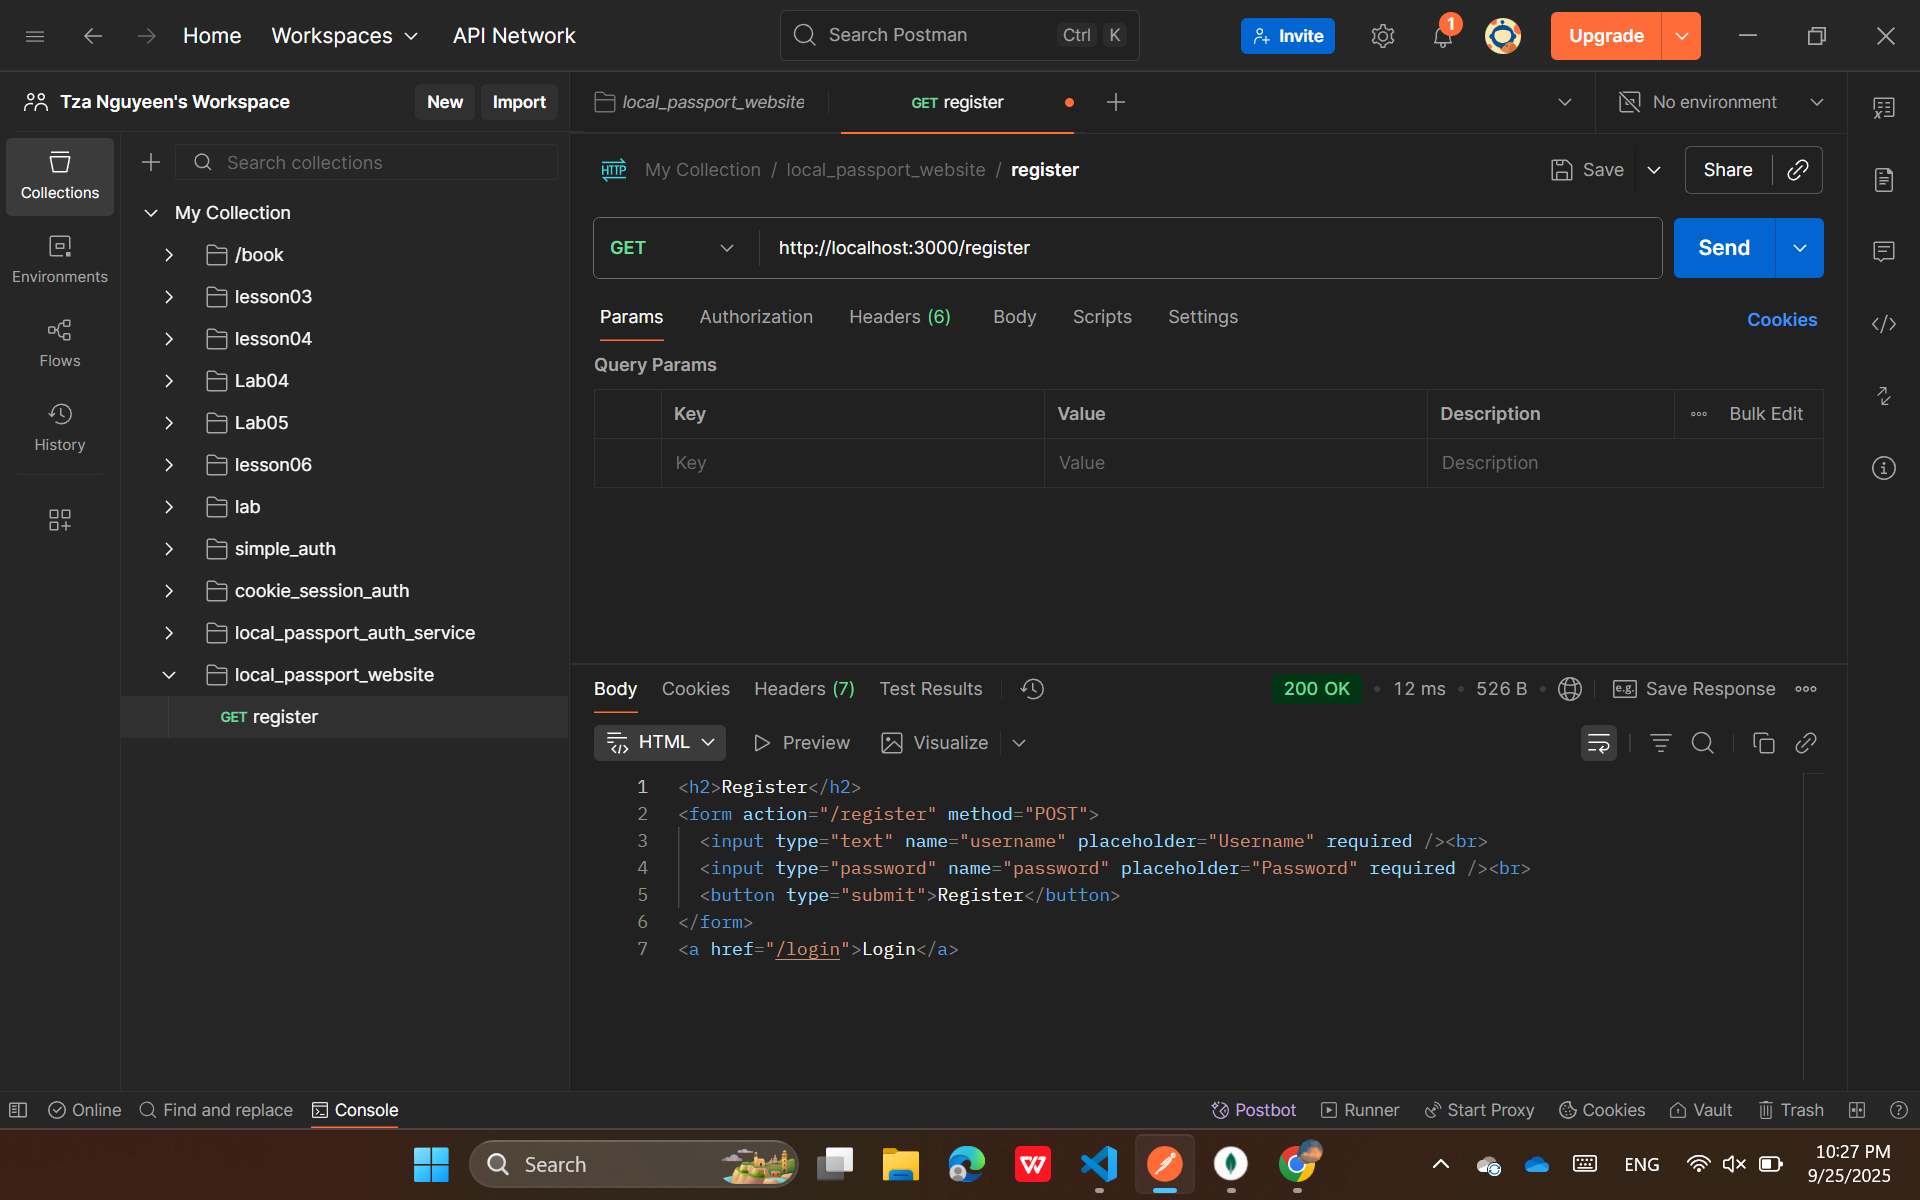 Home
Workspaces
API Network
Search Postman
Ctrl K
Invite
1
Upgrade
Tza Nguyeen's Workspace
New
Import
local_passport_website
GET register
No environment
Collections
Environments
Flows
History
Search collections
My Collection
/book
lesson03
lesson04
Lab04
Lab05
lesson06
lab
simple_auth
cookie_session_auth
local_passport_auth_service
local_passport_website
GET register
HTTP
My Collection / local_passport_website / register
Save
Share
GET
http://localhost:3000/register
Send
Params
Authorization
Headers (6)
Body
Scripts
Settings
Cookies
Query Params
Key Value Description Bulk Edit
Key Value Description
Body
Cookies
Headers (7)
Test Results
200 OK
12 ms
526 B
e.g.
Save Response
HTML
Preview
Visualize
1 <h2>Register</h2>
2 <form action="/register" method="POST">
3 <input type="text" name="username" placeholder="Username" required /><br>
4 <input type="password" name="password" placeholder="Password" required /><br>
5 <button type="submit">Register</button>
6 </form>
7 <a href="/login">Login</a>
Online
Find and replace
Console
Postbot
Runner
Start Proxy
Cookies
Vault
Trash
Search
W
ENG
10:27 PM
9/25/2025